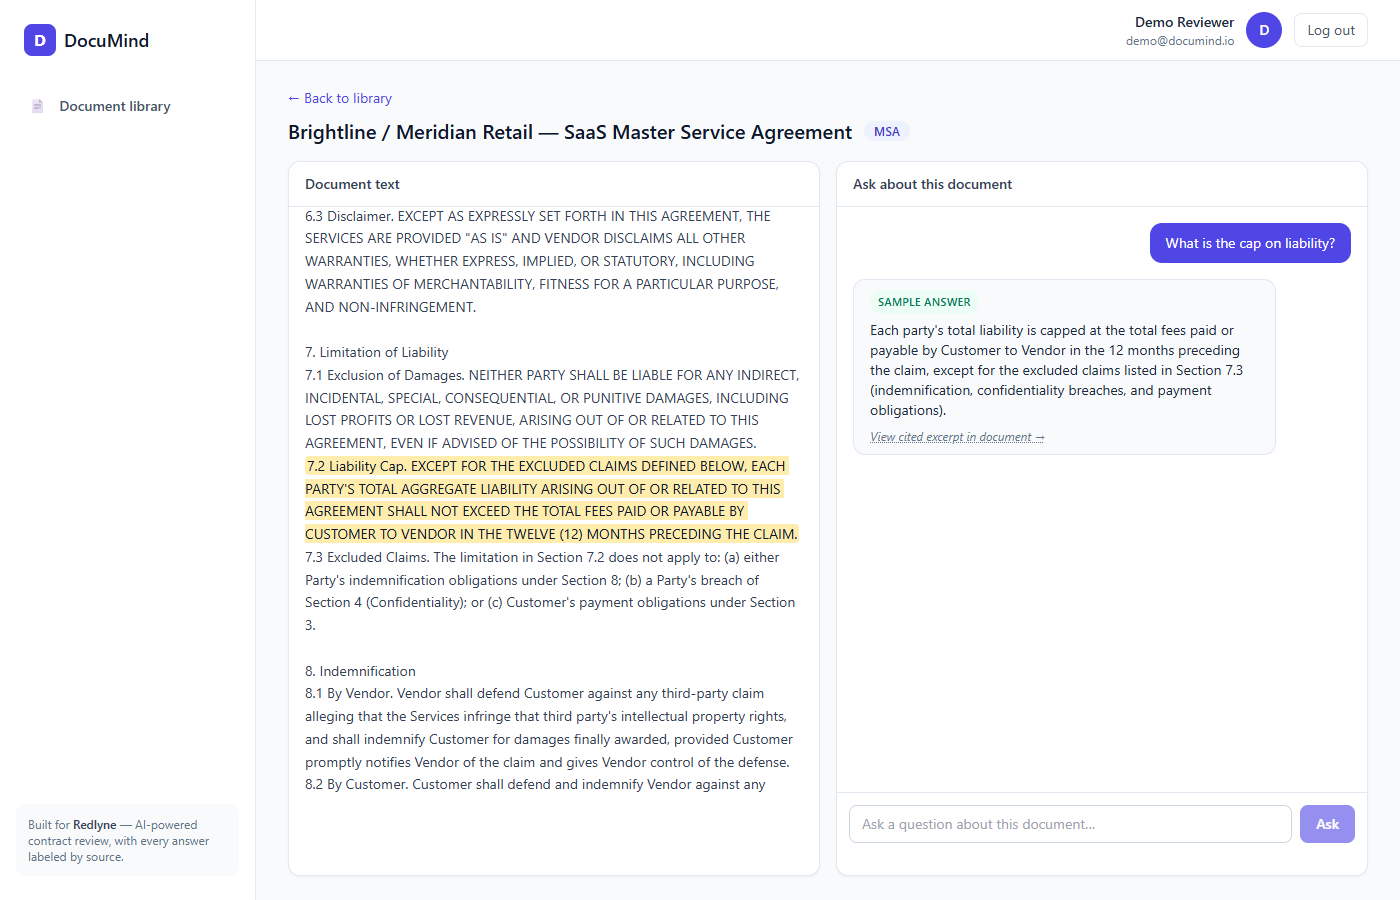 D DocuMind
Document library
Built for Redlyne — AI-powered
contract review, with every answer
labeled by source.
Demo Reviewer
demo@documind.io
D
Log out
← Back to library
Brightline / Meridian Retail — SaaS Master Service Agreement MSA
Document text
6.3 Disclaimer. EXCEPT AS EXPRESSLY SET FORTH IN THIS AGREEMENT, THE
SERVICES ARE PROVIDED "AS IS" AND VENDOR DISCLAIMS ALL OTHER
WARRANTIES, WHETHER EXPRESS, IMPLIED, OR STATUTORY, INCLUDING
WARRANTIES OF MERCHANTABILITY, FITNESS FOR A PARTICULAR PURPOSE,
AND NON-INFRINGEMENT.
7. Limitation of Liability
7.1 Exclusion of Damages. NEITHER PARTY SHALL BE LIABLE FOR ANY INDIRECT,
INCIDENTAL, SPECIAL, CONSEQUENTIAL, OR PUNITIVE DAMAGES, INCLUDING
LOST PROFITS OR LOST REVENUE, ARISING OUT OF OR RELATED TO THIS
AGREEMENT, EVEN IF ADVISED OF THE POSSIBILITY OF SUCH DAMAGES.
7.2 Liability Cap. EXCEPT FOR THE EXCLUDED CLAIMS DEFINED BELOW, EACH
PARTY'S TOTAL AGGREGATE LIABILITY ARISING OUT OF OR RELATED TO THIS
AGREEMENT SHALL NOT EXCEED THE TOTAL FEES PAID OR PAYABLE BY
CUSTOMER TO VENDOR IN THE TWELVE (12) MONTHS PRECEDING THE CLAIM.
7.3 Excluded Claims. The limitation in Section 7.2 does not apply to: (a) either
Party's indemnification obligations under Section 8; (b) a Party's breach of
Section 4 (Confidentiality); or (c) Customer's payment obligations under Section
3.
8. Indemnification
8.1 By Vendor. Vendor shall defend Customer against any third-party claim
alleging that the Services infringe that third party's intellectual property rights,
and shall indemnify Customer for damages finally awarded, provided Customer
promptly notifies Vendor of the claim and gives Vendor control of the defense.
8.2 By Customer. Customer shall defend and indemnify Vendor against any
Ask about this document
What is the cap on liability?
SAMPLE ANSWER
Each party's total liability is capped at the total fees paid or
payable by Customer to Vendor in the 12 months preceding
the claim, except for the excluded claims listed in Section 7.3
(indemnification, confidentiality breaches, and payment
obligations).
View cited excerpt in document →
Ask a question about this document...
Ask